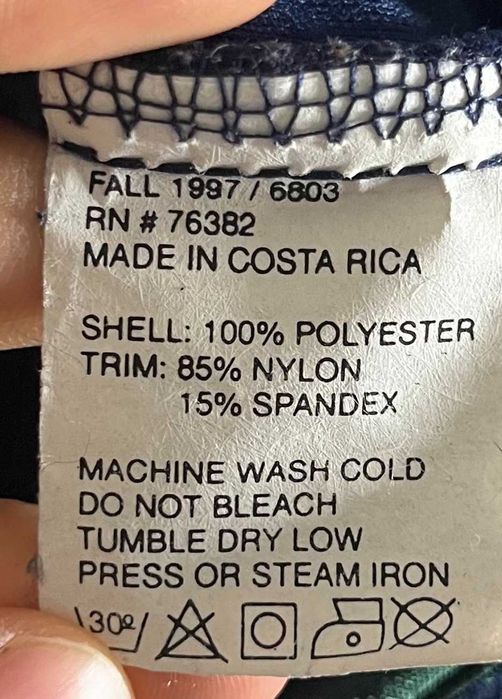 FALL 1997 / 6803
RN # 76382
MADE IN COSTA RICA
SHELL: 100% POLYESTER
TRIM: 85% NYLON
15% SPANDEX
MACHINE WASH COLD
DO NOT BLEACH
TUMBLE DRY LOW
PRESS OR STEAM IRON
30º